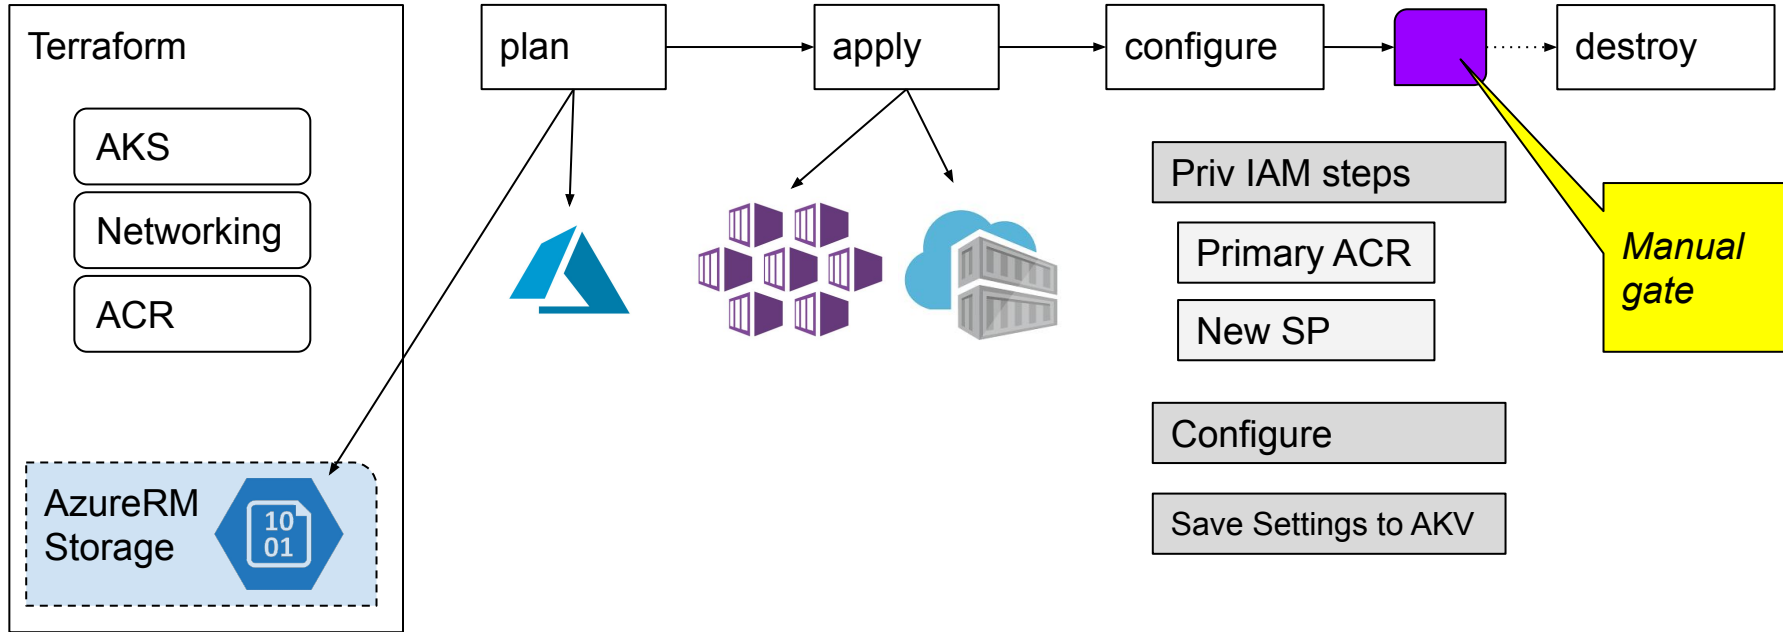 Terraform
AKS
Networking
ACR
AzureRM
Storage
10
01
plan
apply
configure
destroy
Priv IAM steps
Primary ACR
New SP
Configure
Save Settings to AKV
Manual
gate